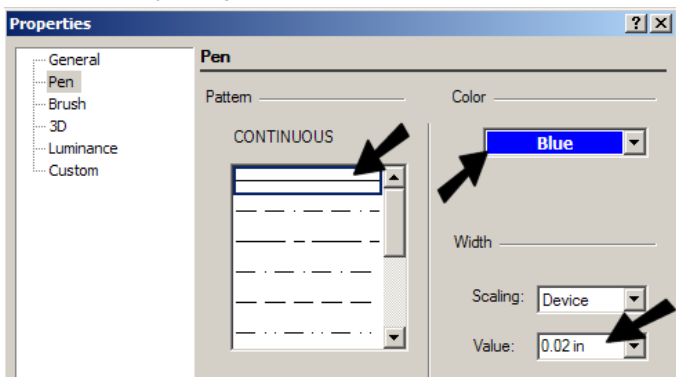 Properties
General
Pen
Brush
3D
Luminance
Custom
Pen
Pattern
CONTINUOUS
Color
Blue
Width
Scaling: Device
Value: 0.02 in